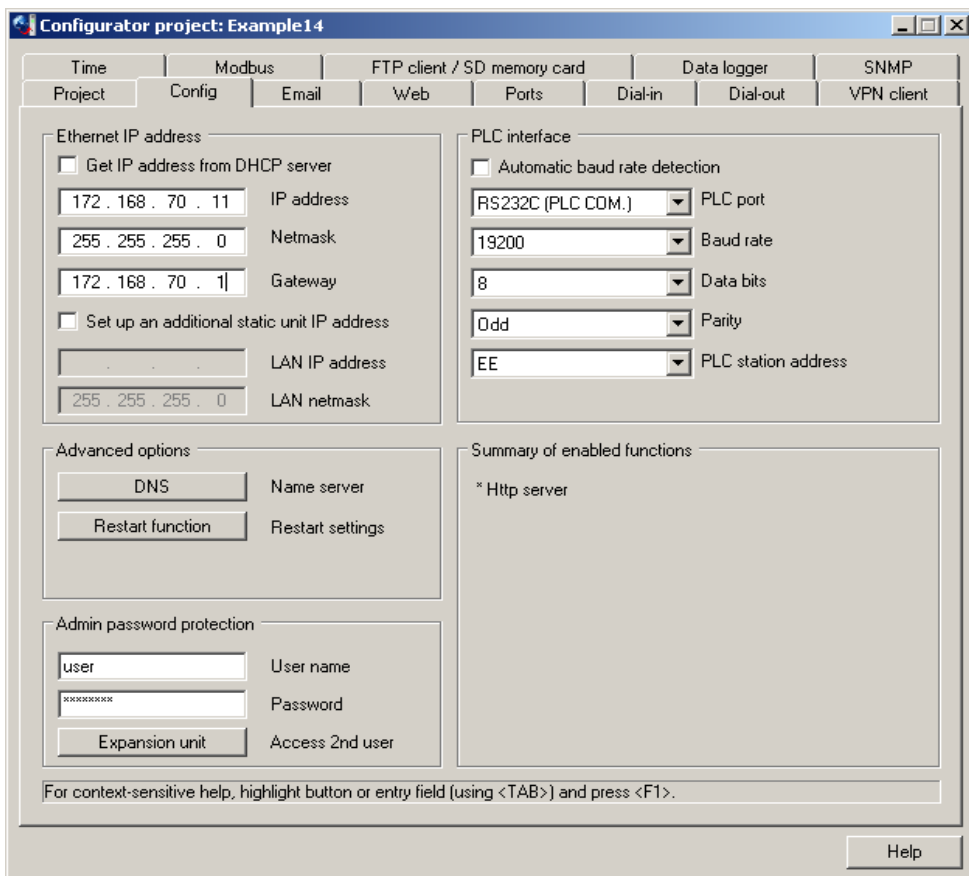 Configurator project: Example14
Time Modbus FTP client / SD memory card Data logger SNMP
Project Config Email Web Ports Dial-in Dial-out VPN client
Ethernet IP address
Get IP address from DHCP server
172 . 168 . 70 . 11 IP address
255 . 255 . 255 . 0 Netmask
172 . 168 . 70 . 1 Gateway
Set up an additional static unit IP address
. . . LAN IP address
255 . 255 . 255 . 0 LAN netmask
PLC interface
Automatic baud rate detection
RS232C (PLC COM.) PLC port
19200 Baud rate
8 Data bits
Odd Parity
EE PLC station address
Advanced options
DNS Name server
Restart function Restart settings
Summary of enabled functions
* Http server
Admin password protection
user User name
******** Password
Expansion unit Access 2nd user
For context-sensitive help, highlight button or entry field (using <TAB>) and press <F1>.
Help